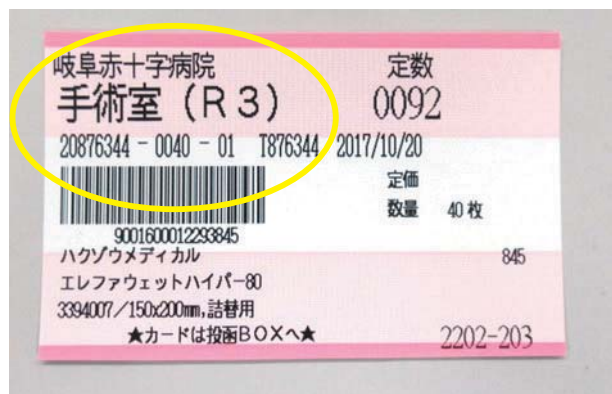 岐阜赤十字病院 定数
手術室（R3） 0092
20876344 - 0040 - 01 T876344 2017/10/20
定価
数量 40枚
9001600012293845
ハクゾウメディカル 845
エレファウェットハイパー80
3394007／150x200mm,詰替用
★カードは投函BOXへ★ 2202-203